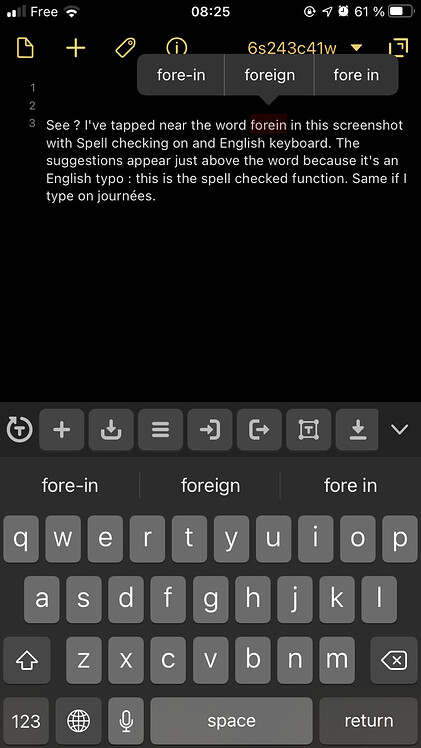 Free 08:25 61 %
6s243c41w
fore-in foreign fore in
1
2
3 See ? I've tapped near the word forein in this screenshot
with Spell checking on and English keyboard. The
suggestions appear just above the word because it's an
English typo : this is the spell checked function. Same if I
type on journées.
fore-in foreign fore in
q w e r t y u i o p
a s d f g h j k l
z x c v b n m
123 space return